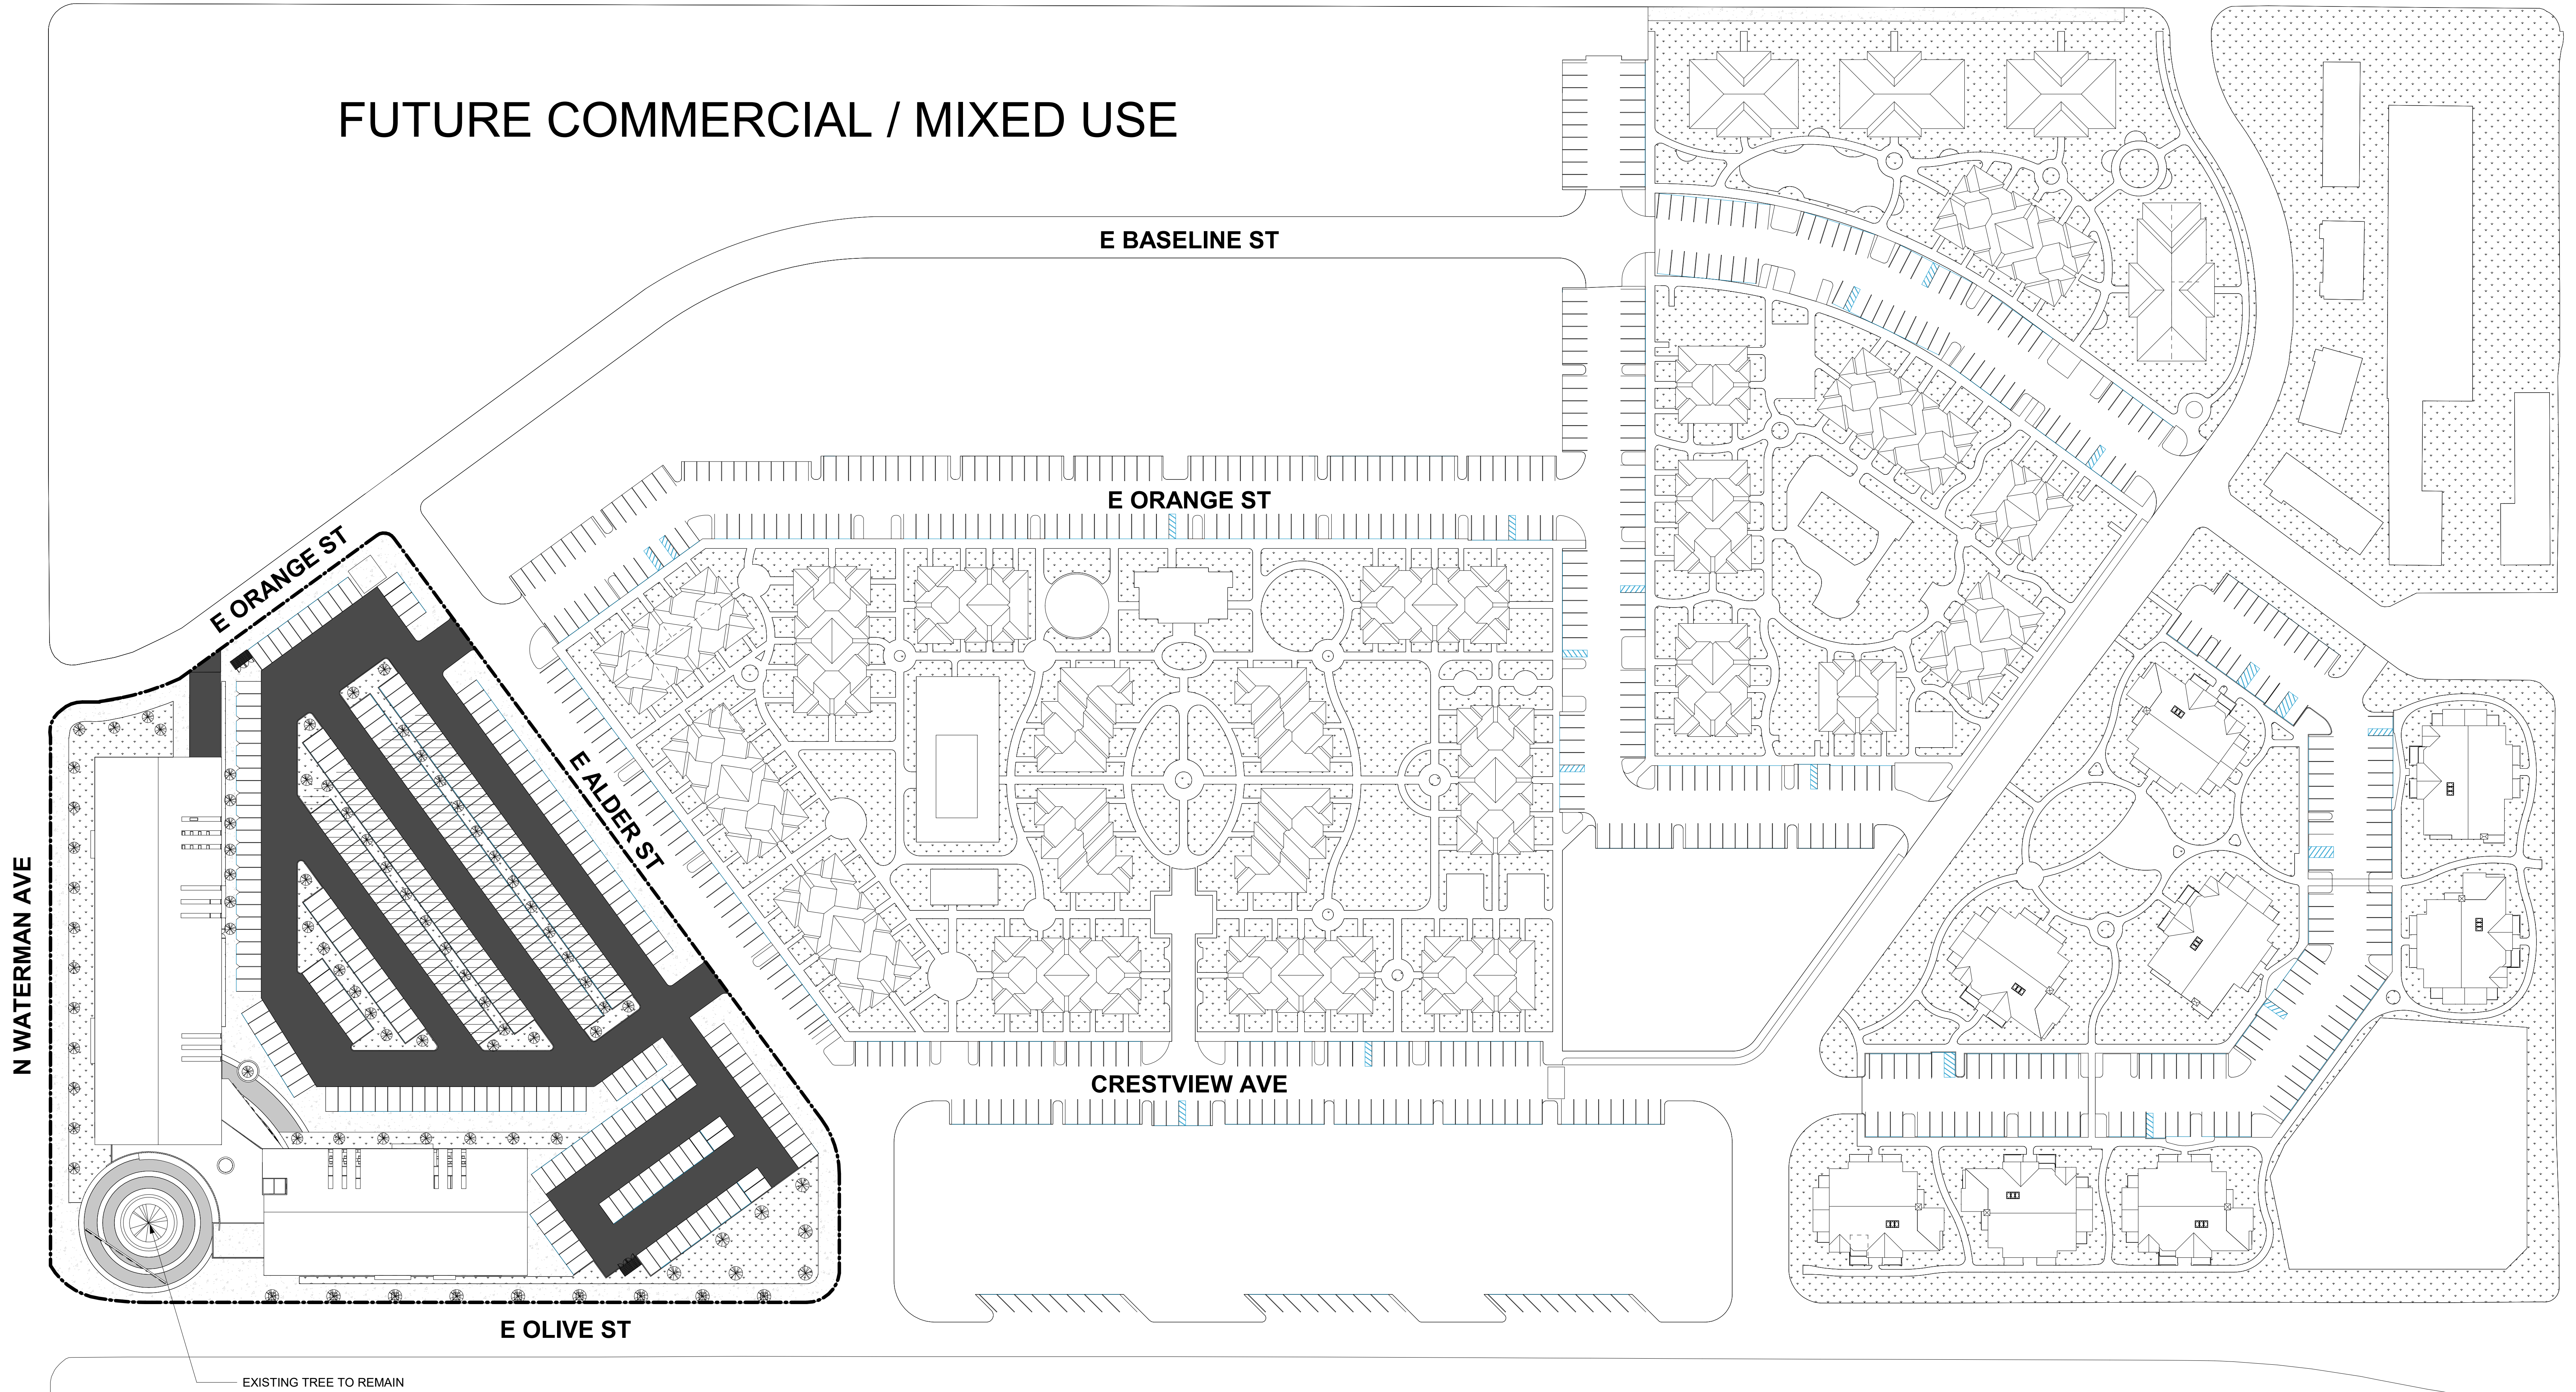 FUTURE COMMERCIAL / MIXED USE
E BASELINE ST
E ORANGE ST
E ORANGE ST
E ALDER ST
N WATERMAN AVE
CRESTVIEW AVE
E OLIVE ST
EXISTING TREE TO REMAIN